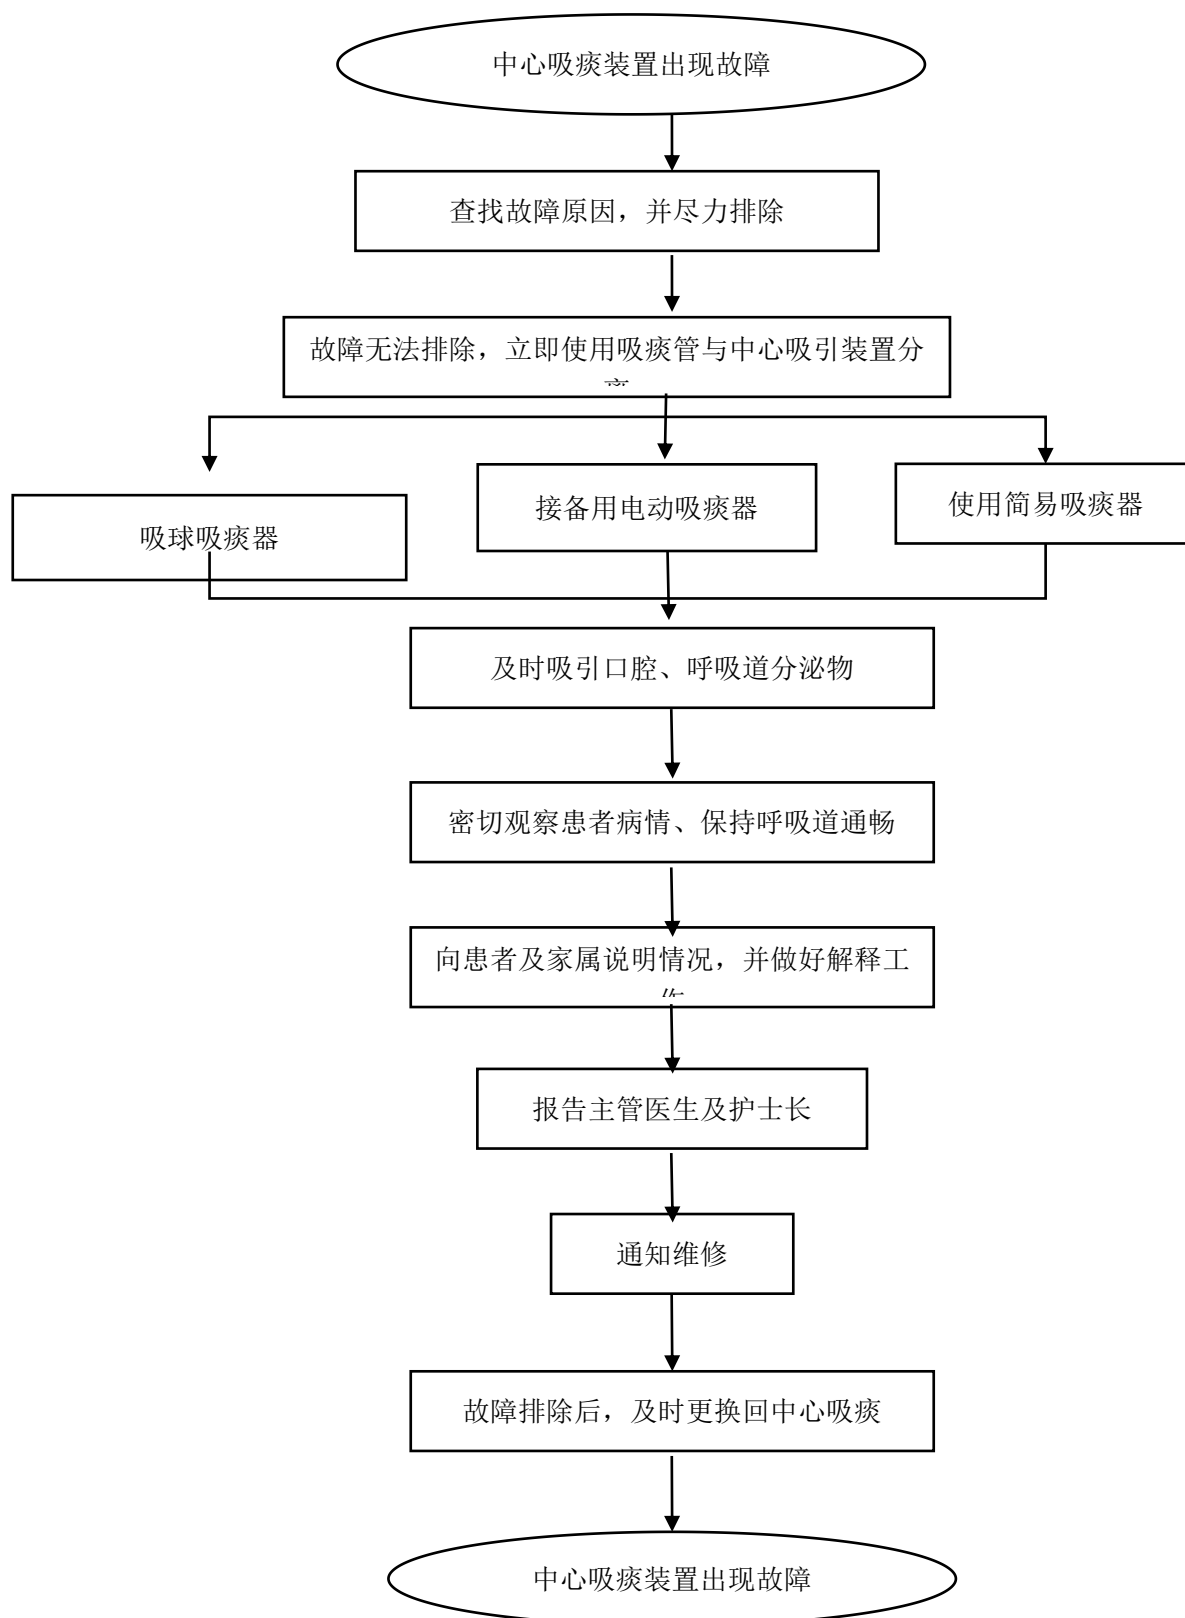 中心吸痰装置出现故障
查找故障原因，并尽力排除
故障无法排除，立即使用吸痰管与中心吸引装置分
吸球吸痰器
接备用电动吸痰器
使用简易吸痰器
及时吸引口腔、呼吸道分泌物
密切观察患者病情、保持呼吸道通畅
向患者及家属说明情况，并做好解释工
报告主管医生及护士长
通知维修
故障排除后，及时更换回中心吸痰
中心吸痰装置出现故障